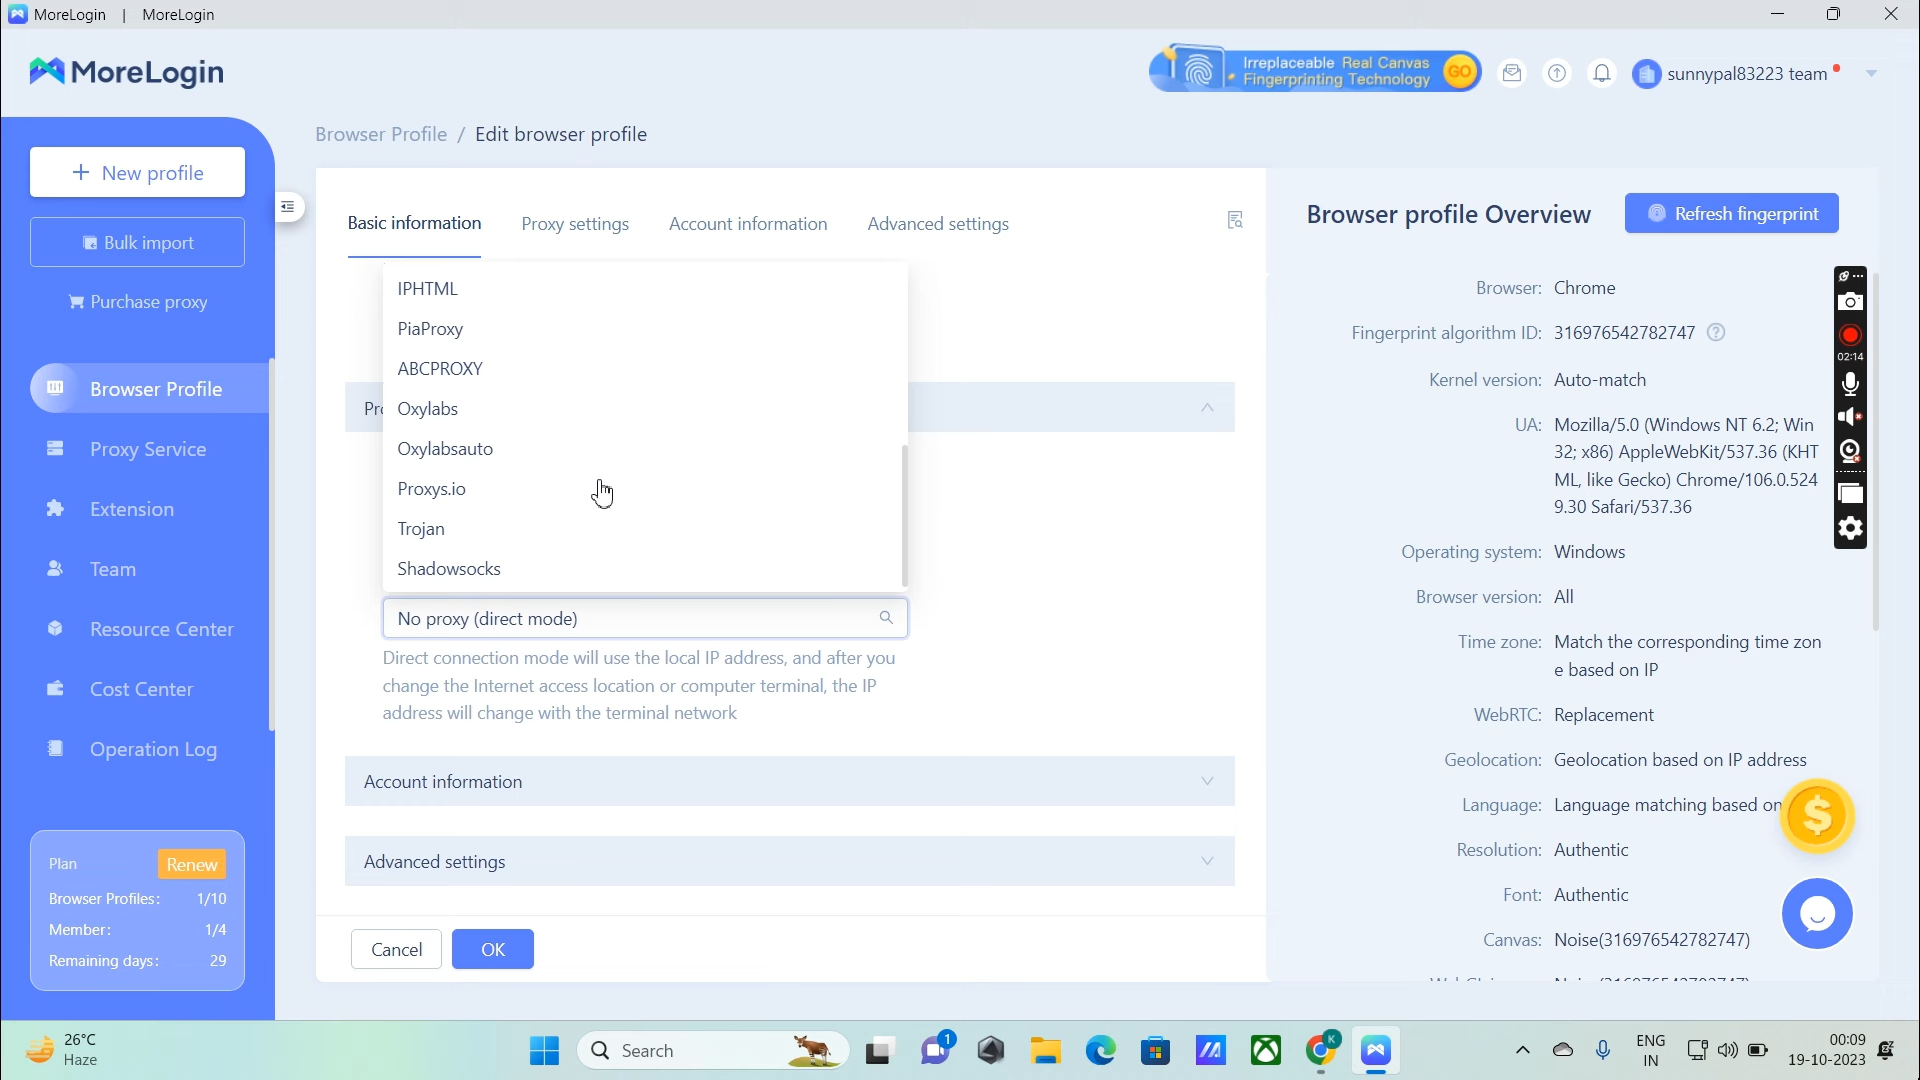 MoreLogin | MoreLogin
MoreLogin
Irreplaceable Real Canvas
Fingerprinting Technology
GO
sunnypal83223 team
New profile
Bulk import
Purchase proxy
Browser Profile
Proxy Service
Extension
Team
Resource Center
Cost Center
Operation Log
Plan
Renew
Browser Profiles: 1/10
Member: 1/4
Remaining days: 29
Browser Profile / Edit browser profile
Basic information
Proxy settings
Account information
Advanced settings
IPHTML
PiaProxy
ABCPROXY
Oxylabs
Oxylabsauto
Proxys.io
Trojan
Shadowsocks
No proxy (direct mode)
Direct connection mode will use the local IP address, and after you
change the Internet access location or computer terminal, the IP
address will change with the terminal network
Account information
Advanced settings
Cancel
OK
Browser profile Overview
Refresh fingerprint
Browser: Chrome
Fingerprint algorithm ID: 316976542782747
Kernel version: Auto-match
UA: Mozilla/5.0 (Windows NT 6.2; Win
32; x86) AppleWebKit/537.36 (KHT
ML, like Gecko) Chrome/106.0.524
9.30 Safari/537.36
Operating system: Windows
Browser version: All
Time zone: Match the corresponding time zon
e based on IP
WebRTC: Replacement
Geolocation: Geolocation based on IP address
Language: Language matching based on
Resolution: Authentic
Font: Authentic
Canvas: Noise(316976542782747)
02:14
26°C
Haze
Search
1
K
ENG
IN
00:09
19-10-2023